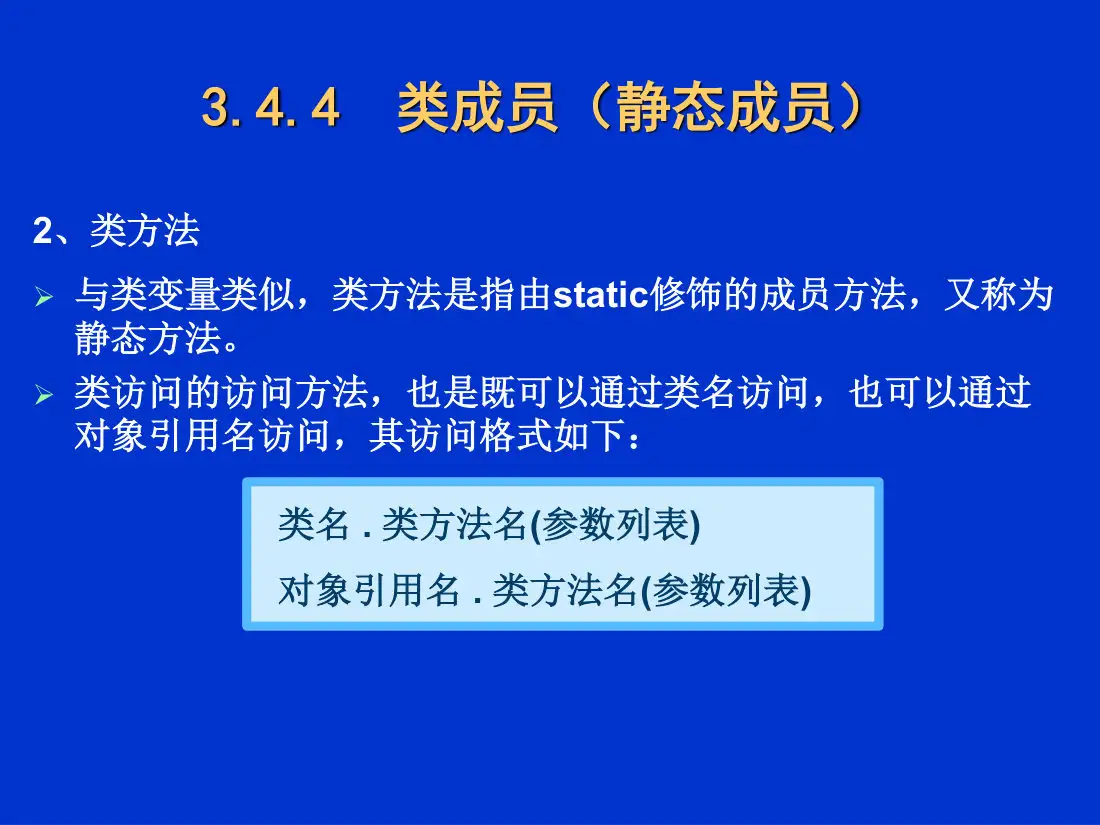 3.4.4 类成员（静态成员）
2、类方法
与类变量类似，类方法是指由static修饰的成员方法，又称为
静态方法。
类访问的访问方法，也是既可以通过类名访问，也可以通过
对象引用名访问，其访问格式如下：
类名 . 类方法名(参数列表)
对象引用名 . 类方法名(参数列表)